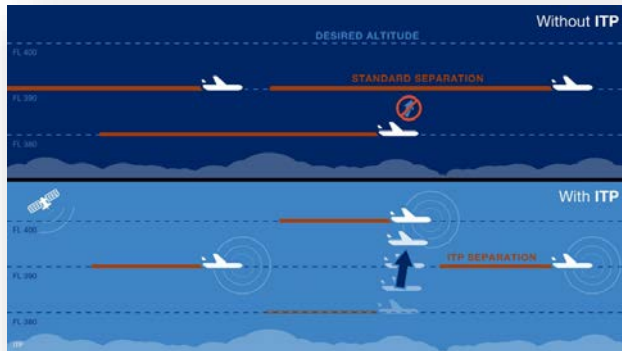 Without ITP
DESIRED ALTITUDE
FL 400
STANDARD SEPARATION
FL 390
FL 380
With ITP
FL 400
ITP SEPARATION
FL 390
FL 380
ITP